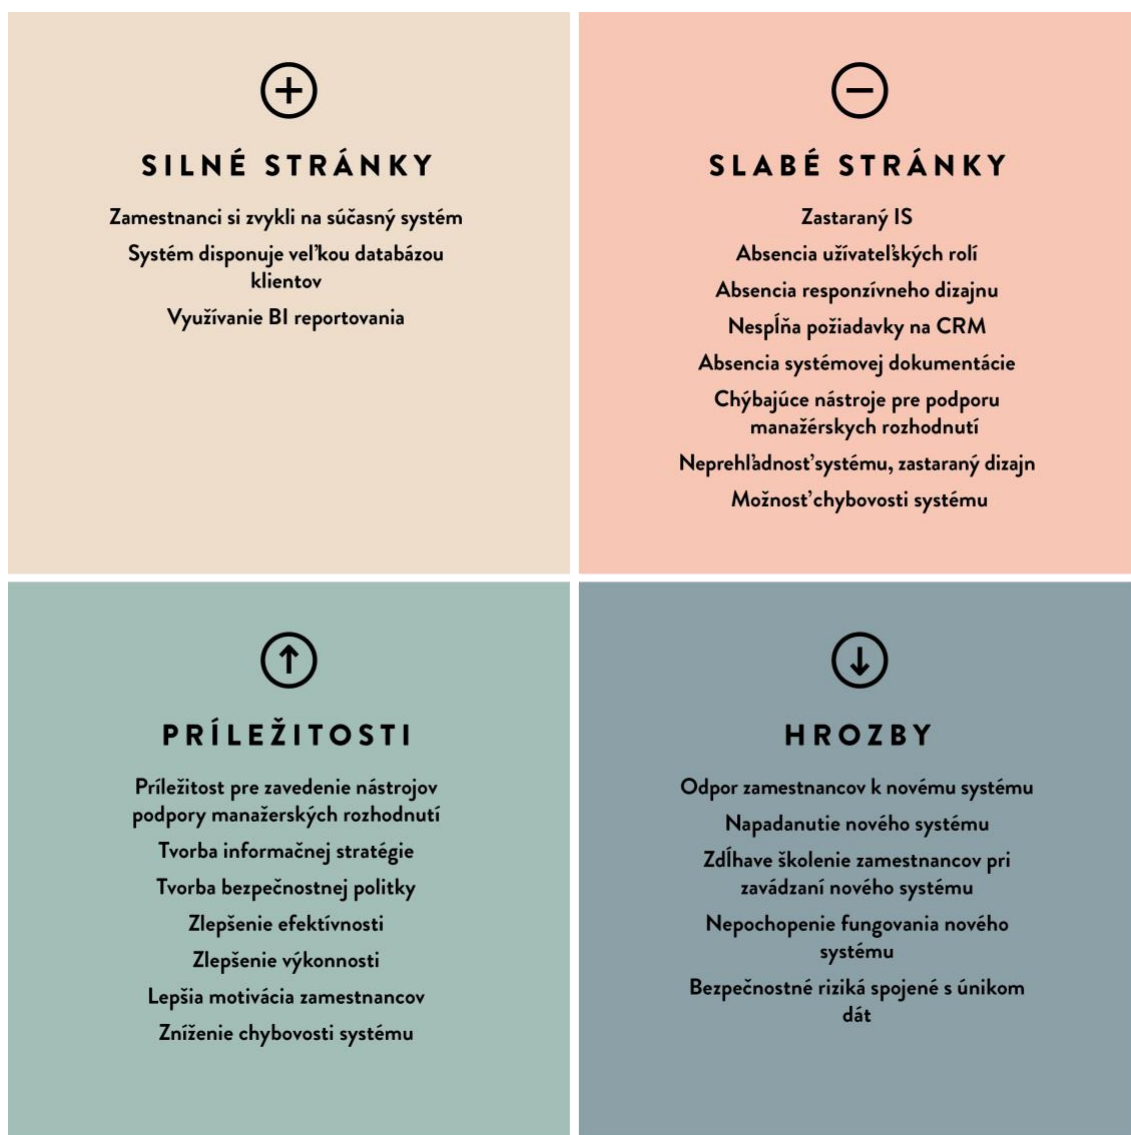 SILNÉ STRÁNKY
Zamestnanci si zvykli na súčasný systém
Systém disponuje veľkou databázou
klientov
Využívanie BI reportovania
SLABÉ STRÁNKY
Zastaraný IS
Absencia užívateľských rolí
Absencia responzívneho dizajnu
Nespĺňa požiadavky na CRM
Absencia systémovej dokumentácie
Chýbajúce nástroje pre podporu
manažérskych rozhodnutí
Neprehľadnosť systému, zastaraný dizajn
Možnosť chybovosti systému
PRÍLEŽITOSTI
Príležitost pre zavedenie nástrojov
podpory manažerských rozhodnutí
Tvorba informačnej stratégie
Tvorba bezpečnostnej politky
Zlepšenie efektívnosti
Zlepšenie výkonnosti
Lepšia motivácia zamestnancov
Zníženie chybovosti systému
HROZBY
Odpor zamestnancov k novému systému
Napadanutie nového systému
Zdĺhave školenie zamestnancov pri
zavádzaní nového systému
Nepochopenie fungovania nového
systému
Bezpečnostné riziká spojené s únikom
dát